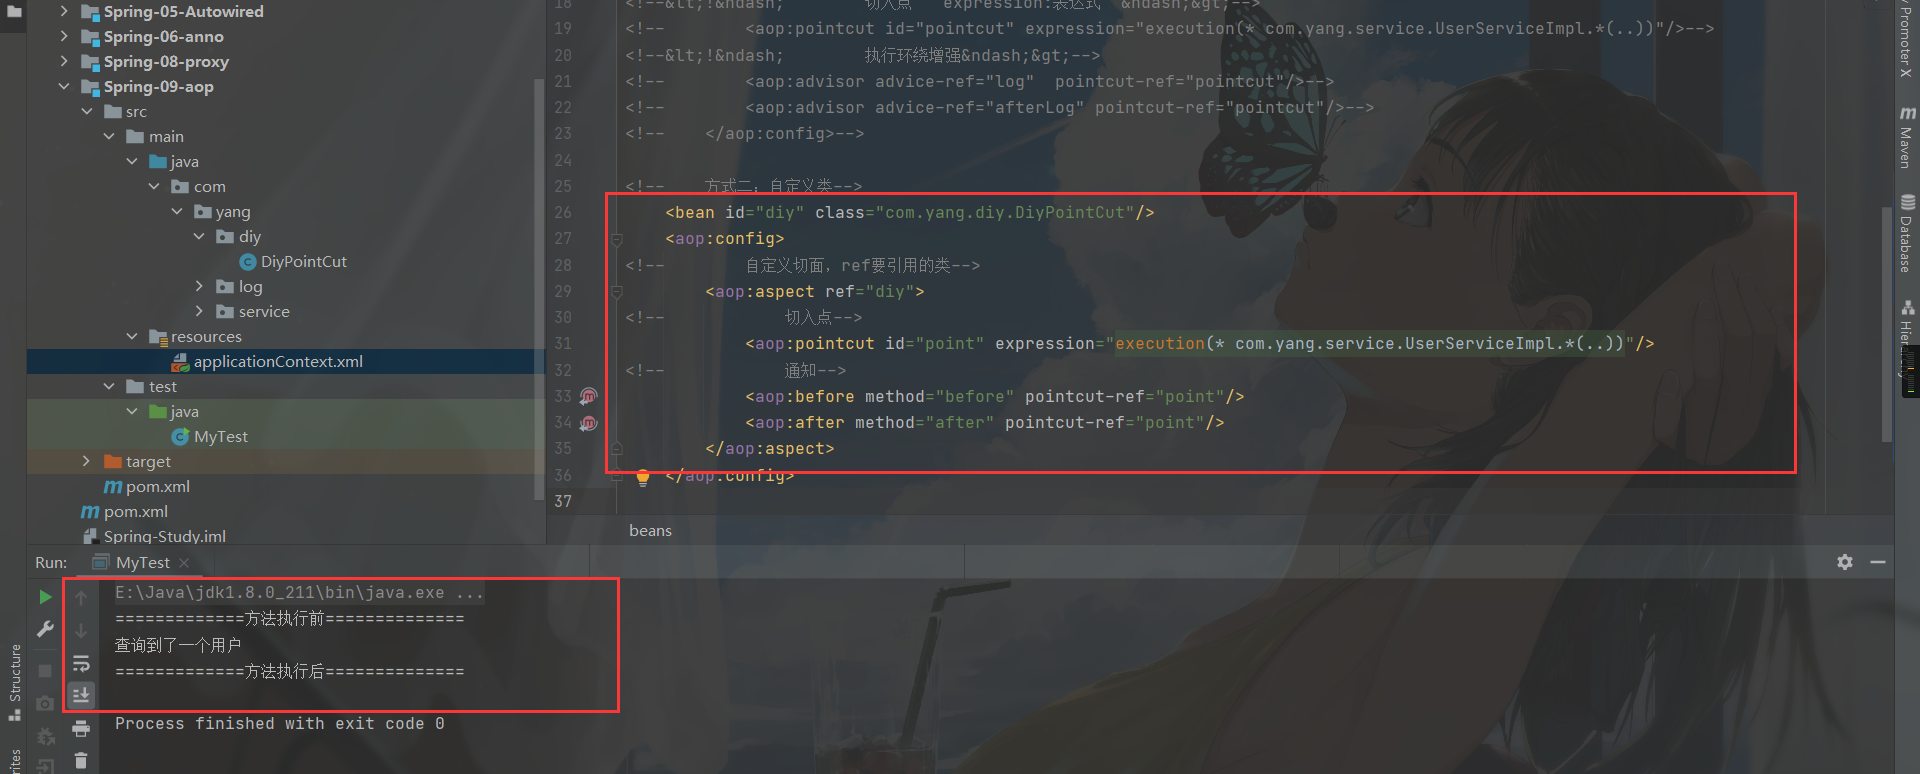 Spring-05-Autowired
Spring-06-anno
Spring-08-proxy
Spring-09-aop
src
main
java
com
yang
diy
DiyPointCut
log
service
resources
applicationContext.xml
test
java
MyTest
target
pom.xml
pom.xml
Spring-Study.iml
18 <!--&lt;!&ndash; 切入点 expression:表达式 &ndash;&gt;-->
19 <!-- <aop:pointcut id="pointcut" expression="execution(* com.yang.service.UserServiceImpl.*(..))"/>-->
20 <!--&lt;!&ndash; 执行环绕增强&ndash;&gt;-->
21 <!-- <aop:advisor advice-ref="log" pointcut-ref="pointcut"/>-->
22 <!-- <aop:advisor advice-ref="afterLog" pointcut-ref="pointcut"/>-->
23 <!-- </aop:config>-->
24
25 <!-- 方式二：自定义类-->
26 <bean id="diy" class="com.yang.diy.DiyPointCut"/>
27 <aop:config>
28 <!-- 自定义切面，ref要引用的类-->
29 <aop:aspect ref="diy">
30 <!-- 切入点-->
31 <aop:pointcut id="point" expression="execution(* com.yang.service.UserServiceImpl.*(..))"/>
32 <!-- 通知-->
33 <aop:before method="before" pointcut-ref="point"/>
34 <aop:after method="after" pointcut-ref="point"/>
35 </aop:aspect>
36 </aop:config>
37
beans
Run: MyTest
E:\Java\jdk1.8.0_211\bin\java.exe ...
=============方法执行前==============
查询到了一个用户
=============方法执行后==============
Process finished with exit code 0
Structure
Promoter X
Maven
Database